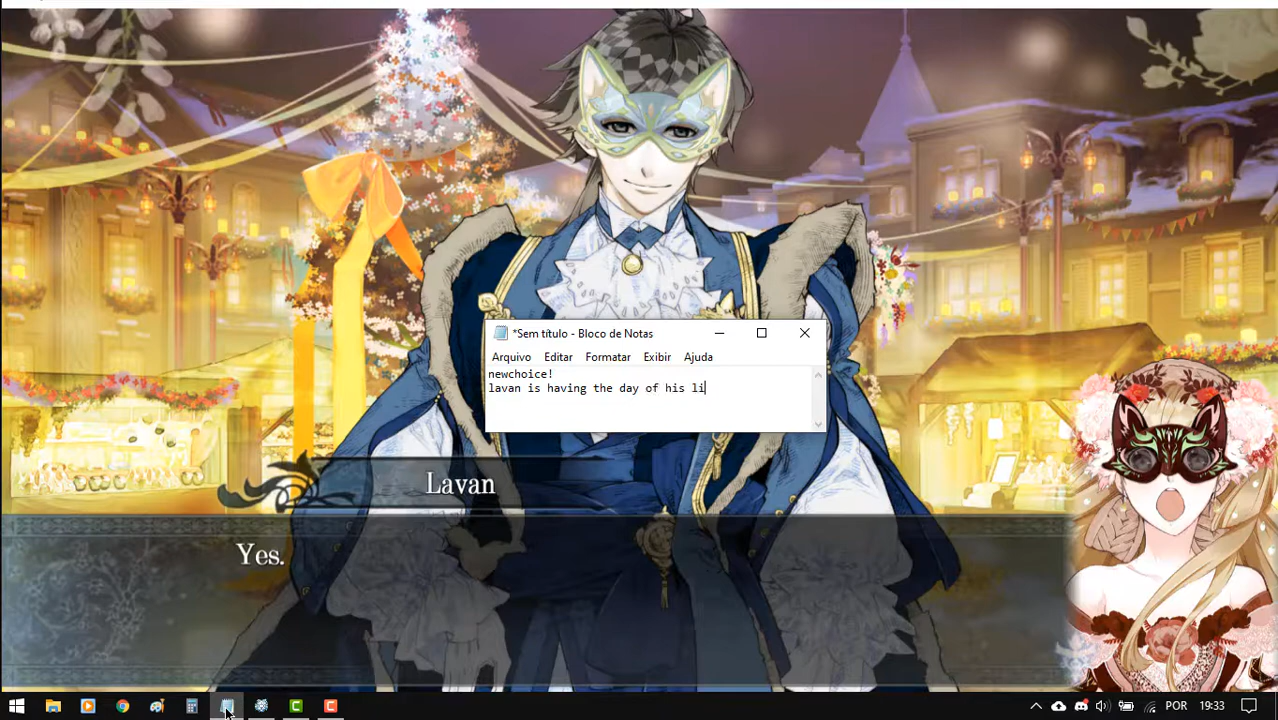 *Sem título - Bloco de Notas
Arquivo Editar Formatar Exibir Ajuda
newchoice!
lavan is having the day of his li
Lavan
Yes.
POR 19:33